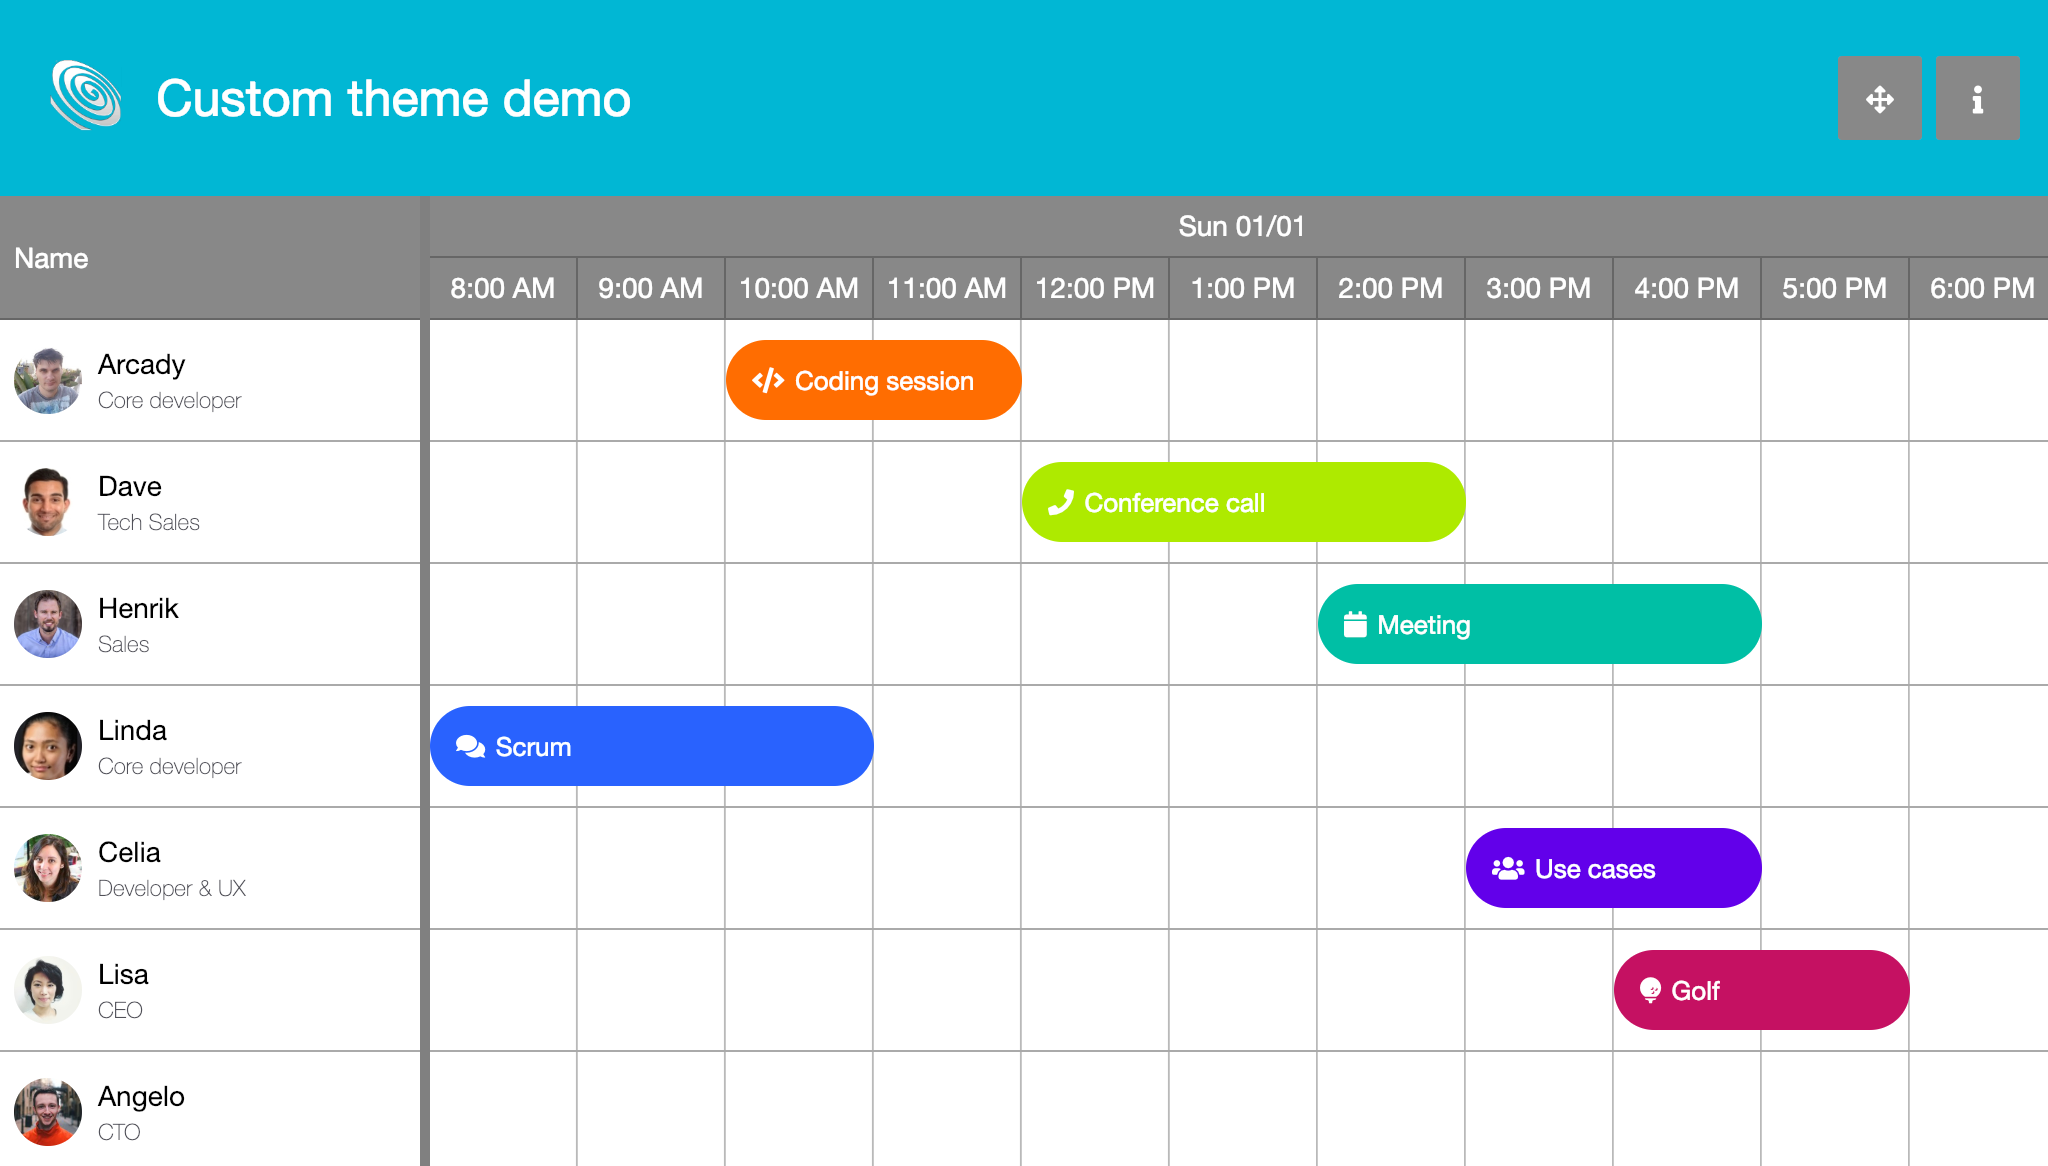 Custom theme demo
Name
Sun 01/01
8:00 AM 9:00 AM 10:00 AM 11:00 AM 12:00 PM 1:00 PM 2:00 PM 3:00 PM 4:00 PM 5:00 PM 6:00 PM
Arcady
Core developer
Coding session
Dave
Tech Sales
Conference call
Henrik
Sales
Meeting
Linda
Core developer
Scrum
Celia
Developer & UX
Use cases
Lisa
CEO
Golf
Angelo
CTO